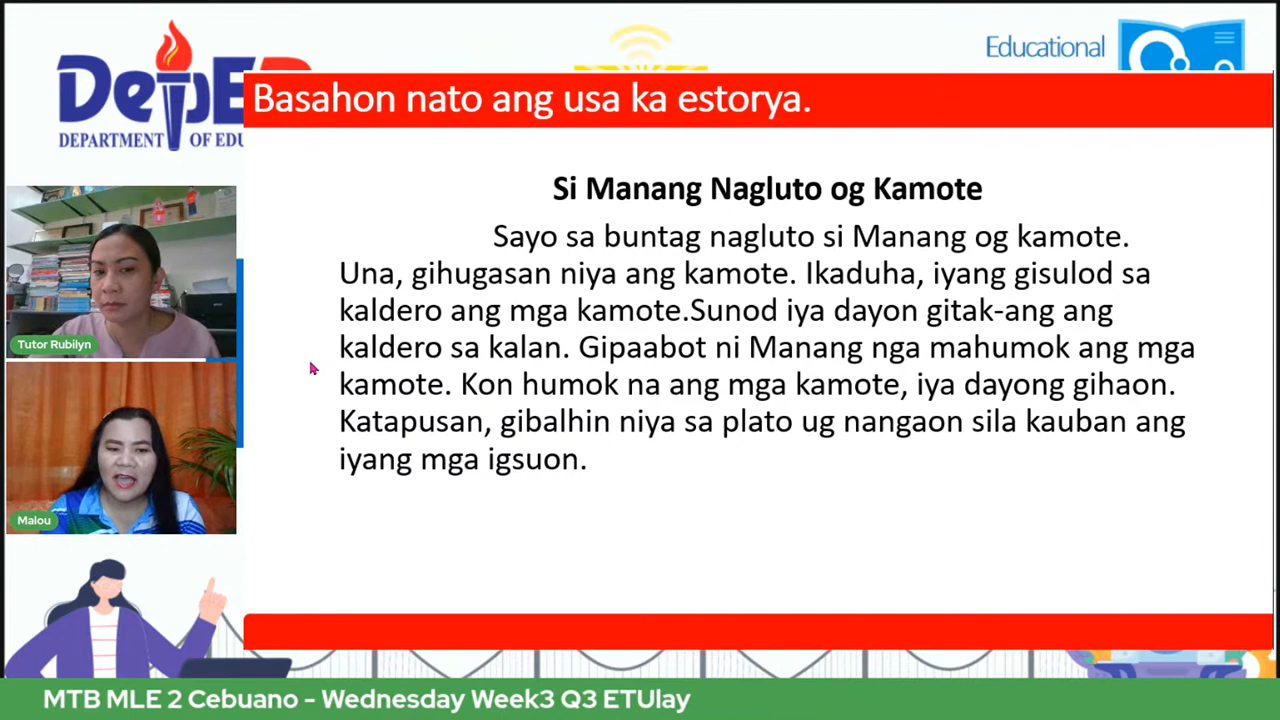 DepED
DEPARTMENT OF EDU
Educational
Basahon nato ang usa ka estorya.
Si Manang Nagluto og Kamote
Sayo sa buntag nagluto si Manang og kamote.
Una, gihugasan niya ang kamote. Ikaduha, iyang gisulod sa
kaldero ang mga kamote.Sunod iya dayon gitak-ang ang
kaldero sa kalan. Gipaabot ni Manang nga mahumok ang mga
kamote. Kon humok na ang mga kamote, iya dayong gihaon.
Katapusan, gibalhin niya sa plato ug nangaon sila kauban ang
iyang mga igsuon.
Tutor Rubilyn
Malou
MTB MLE 2 Cebuano - Wednesday Week3 Q3 ETUlay